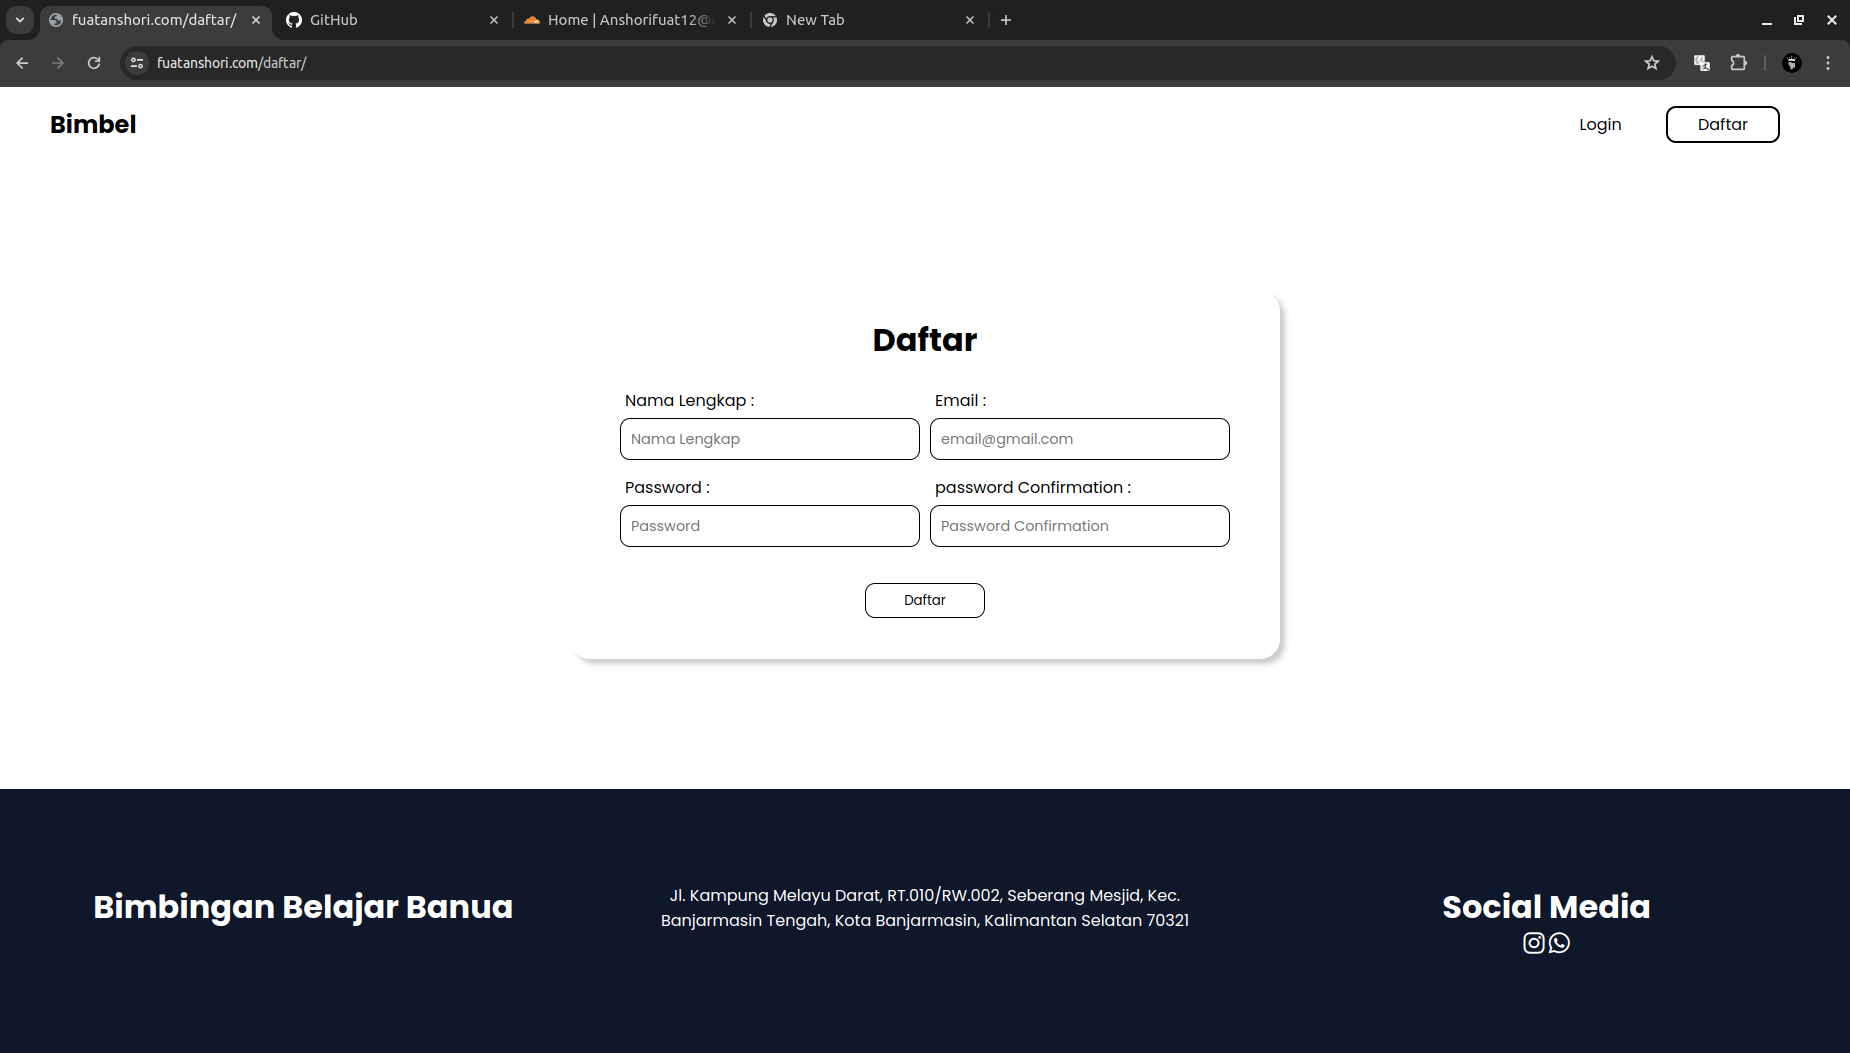 fuatanshori.com/daftar/
GitHub
Home | Anshorifuat12@
New Tab
fuatanshori.com/daftar/
Bimbel
Login
Daftar
Daftar
Nama Lengkap :
Email :
Nama Lengkap
email@gmail.com
Password :
password Confirmation :
Password
Password Confirmation
Daftar
Bimbingan Belajar Banua
Jl. Kampung Melayu Darat, RT.010/RW.002, Seberang Mesjid, Kec.
Banjarmasin Tengah, Kota Banjarmasin, Kalimantan Selatan 70321
Social Media